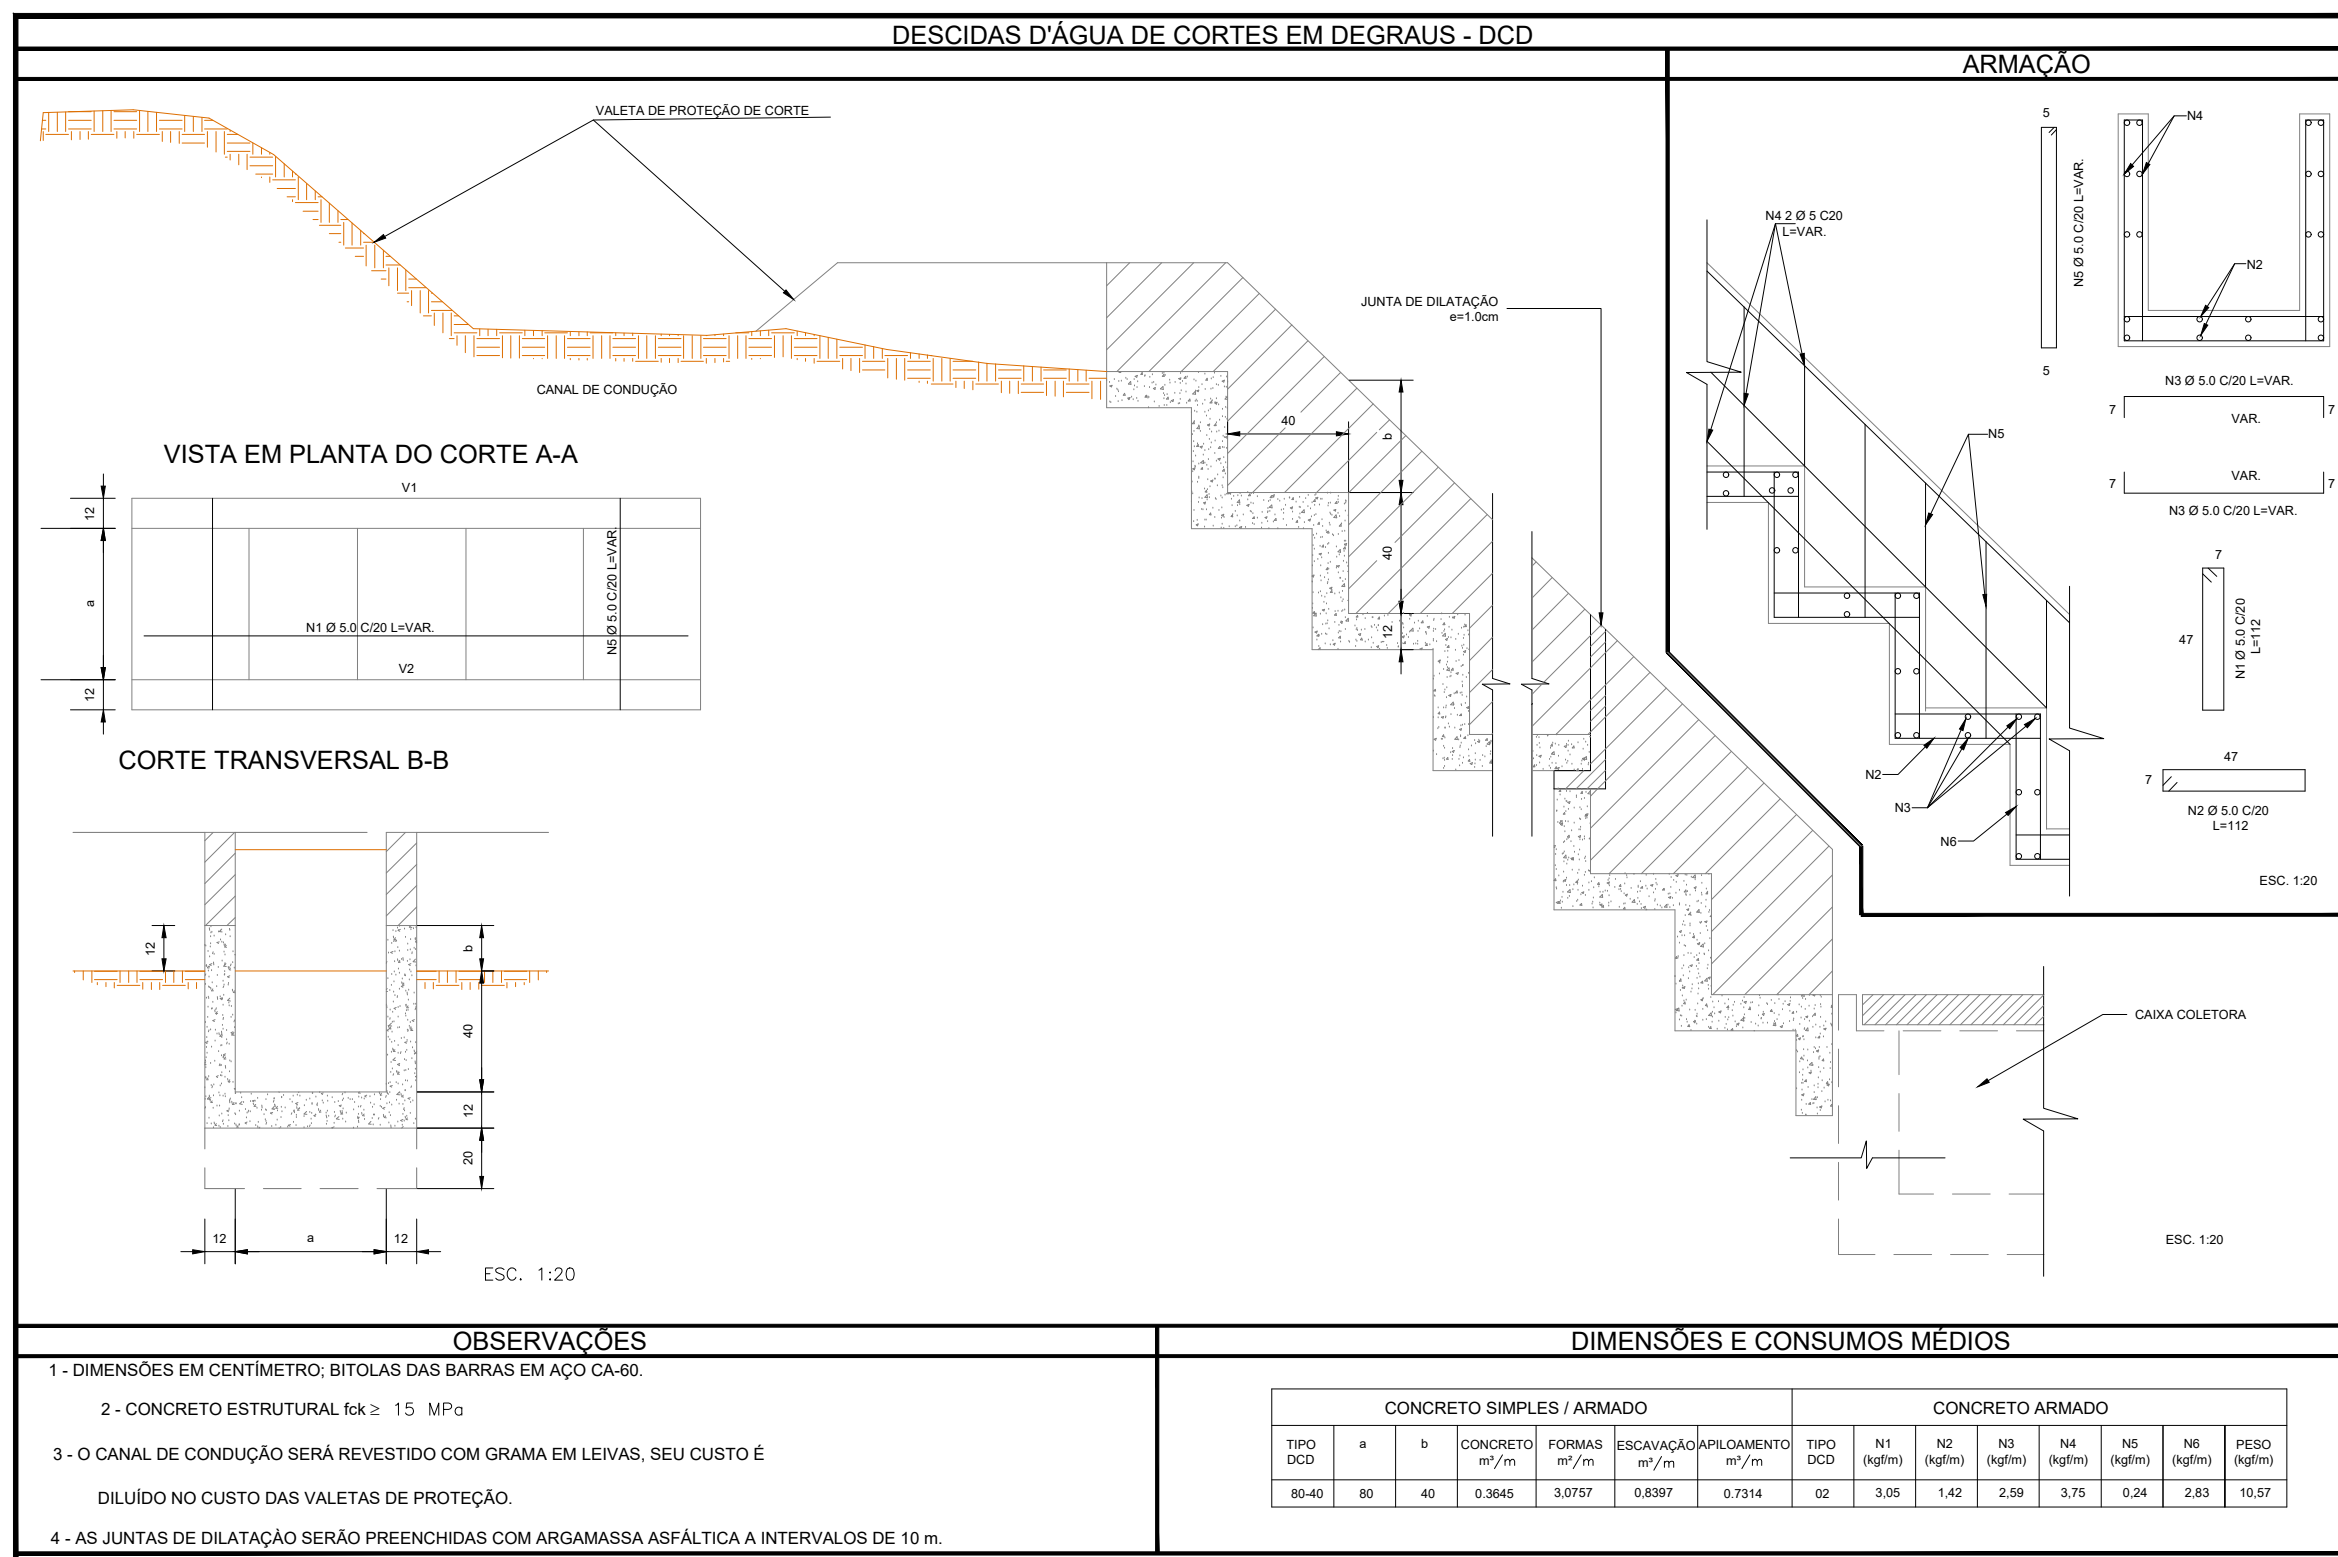 DESCIDAS D'ÁGUA DE CORTES EM DEGRAUS - DCD
ARMAÇÃO
VALETA DE PROTEÇÃO DE CORTE
CANAL DE CONDUÇÃO
JUNTA DE DILATAÇÃO
e=1.0cm
40
b
40
12
VISTA EM PLANTA DO CORTE A-A
V1
12
a
12
N1 Ø 5.0 C/20 L=VAR.
N5 Ø 5.0 C/20 L=VAR.
V2
CORTE TRANSVERSAL B-B
12
b
40
12
20
12
a
12
ESC. 1:20
5
N5 Ø 5.0 C/20 L=VAR.
5
N4
N2
N4 2 Ø 5 C20
L=VAR.
N5
N3 Ø 5.0 C/20 L=VAR.
7
VAR.
7
VAR.
7
7
N3 Ø 5.0 C/20 L=VAR.
7
47
N1 Ø 5.0 C/20
L=112
47
7
N2 Ø 5.0 C/20
L=112
N2
N3
N6
ESC. 1:20
CAIXA COLETORA
ESC. 1:20
OBSERVAÇÕES
1 - DIMENSÕES EM CENTÍMETRO; BITOLAS DAS BARRAS EM AÇO CA-60.
2 - CONCRETO ESTRUTURAL fck ≥ 15 MPa
3 - O CANAL DE CONDUÇÃO SERÁ REVESTIDO COM GRAMA EM LEIVAS, SEU CUSTO É
DILUÍDO NO CUSTO DAS VALETAS DE PROTEÇÃO.
4 - AS JUNTAS DE DILATAÇÀO SERÃO PREENCHIDAS COM ARGAMASSA ASFÁLTICA A INTERVALOS DE 10 m.
DIMENSÕES E CONSUMOS MÉDIOS
CONCRETO SIMPLES / ARMADO CONCRETO ARMADO
TIPO DCD a b CONCRETO m³/m FORMAS m²/m ESCAVAÇÃO m³/m APILOAMENTO m³/m TIPO DCD N1 (kgf/m) N2 (kgf/m) N3 (kgf/m) N4 (kgf/m) N5 (kgf/m) N6 (kgf/m) PESO (kgf/m)
80-40 80 40 0.3645 3,0757 0,8397 0.7314 02 3,05 1,42 2,59 3,75 0,24 2,83 10,57